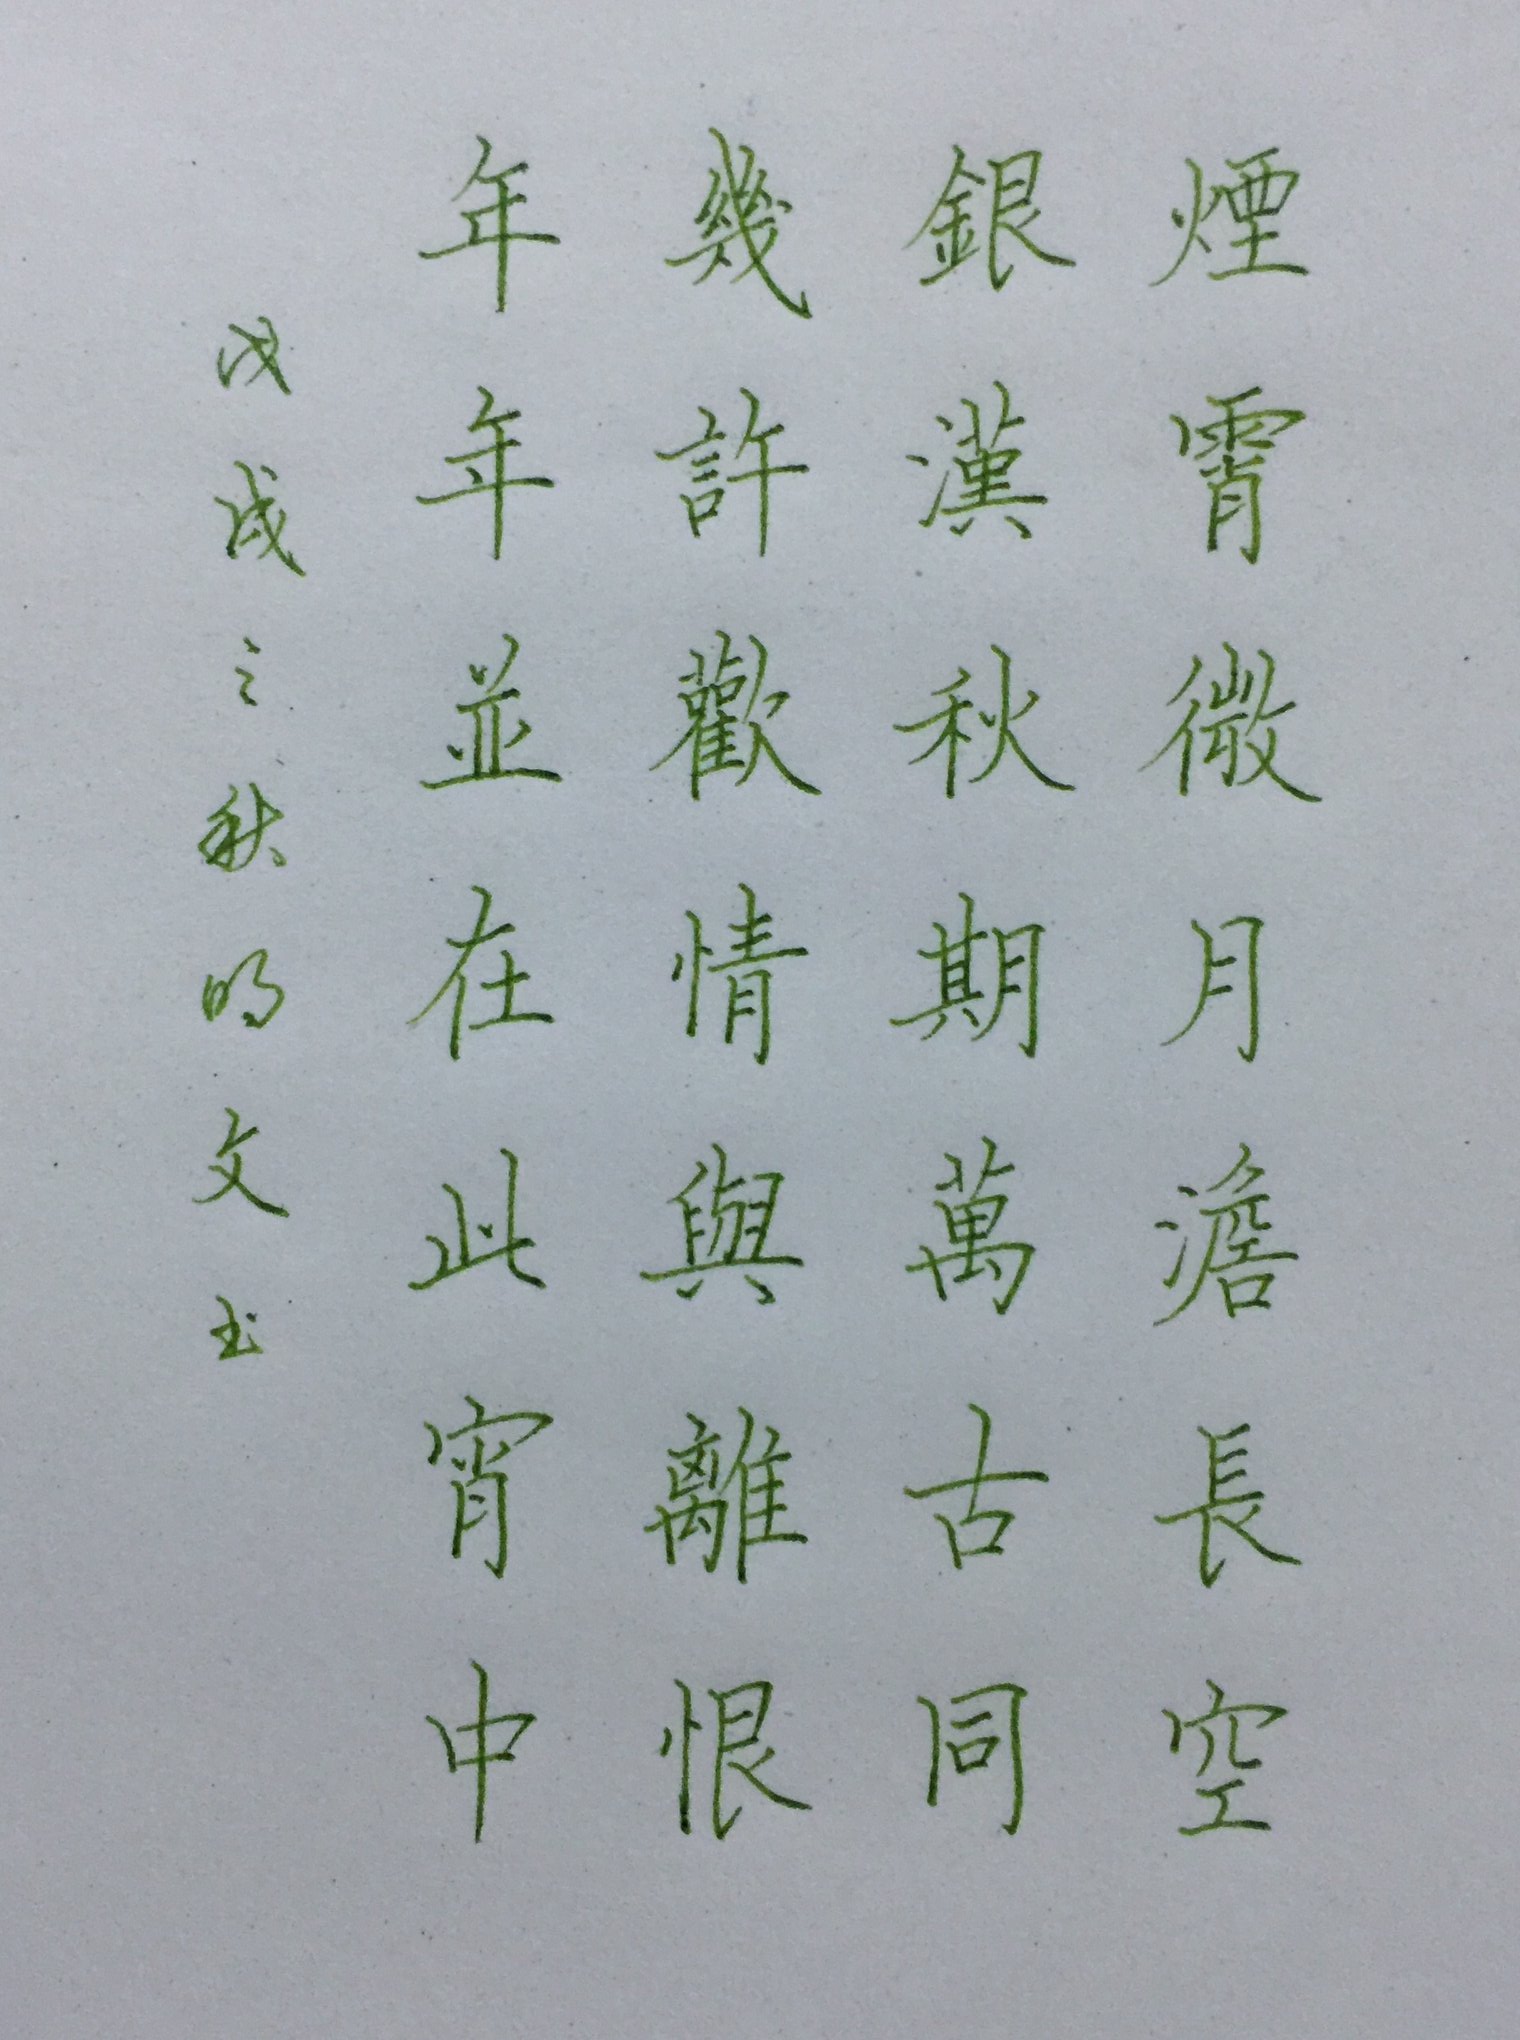 煙霄微月澹長空
銀漢秋期萬古同
幾許歡情與離恨
年年並在此宵中
戊戌之秋明文书